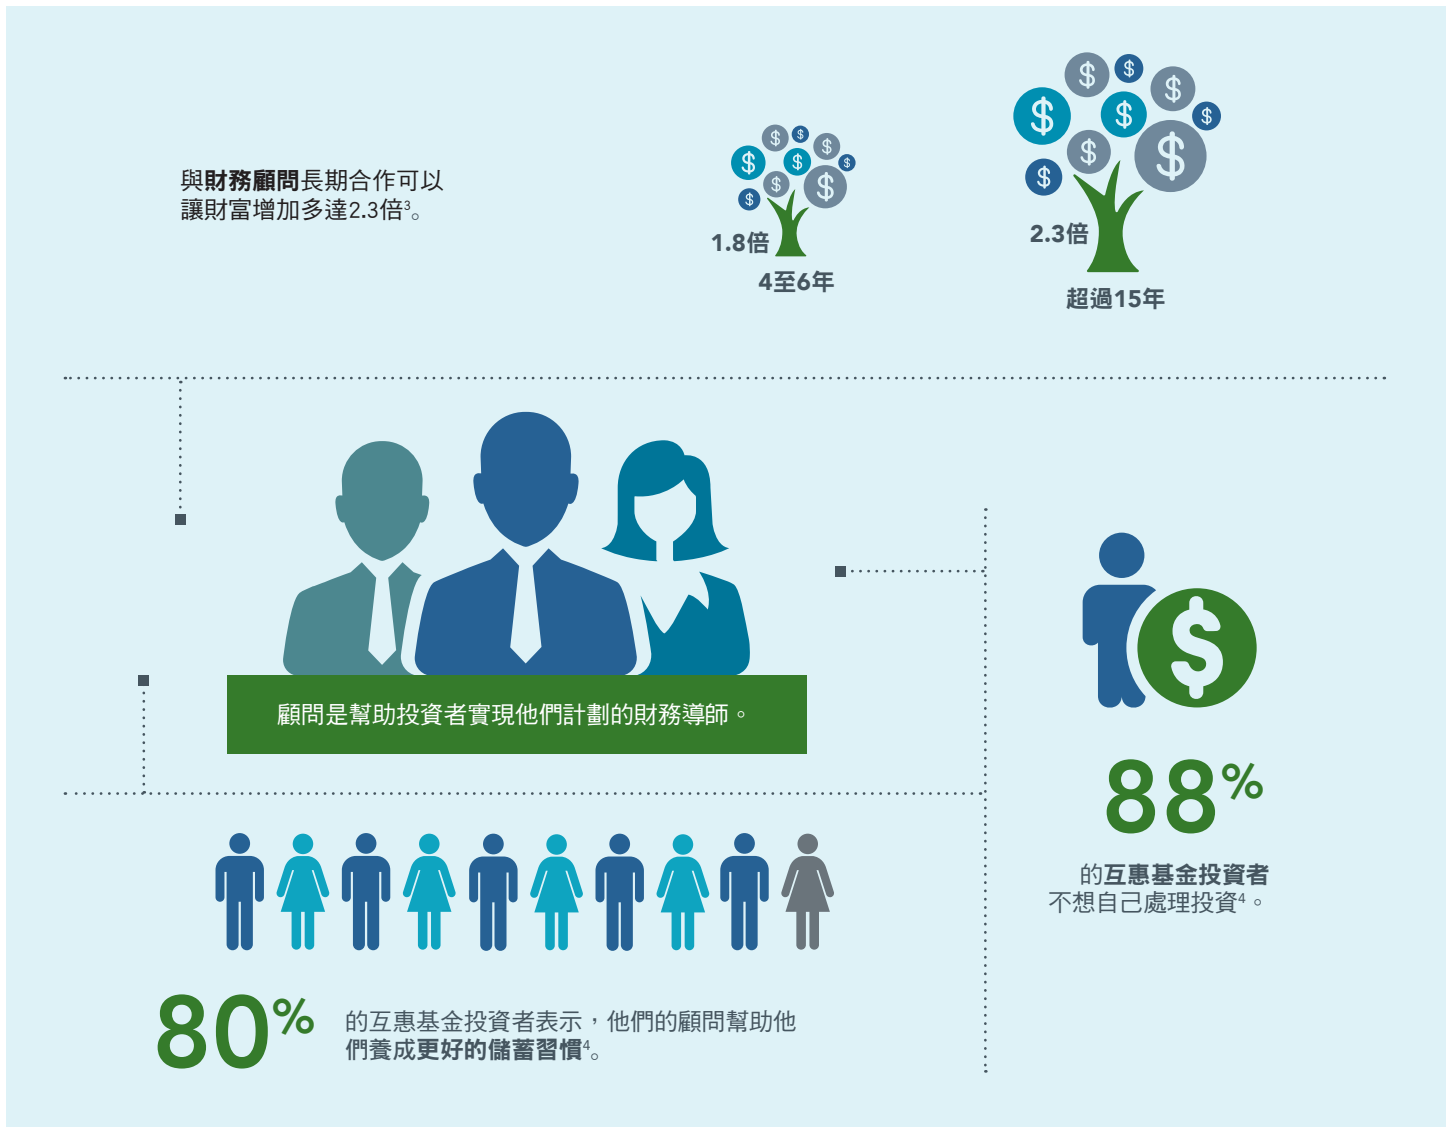 與財務顧問長期合作可以
讓財富增加多達2.3倍³。
1.8倍
4至6年
2.3倍
超過15年
顧問是幫助投資者實現他們計劃的財務導師。
88%
的互惠基金投資者
不想自己處理投資⁴。
80%
的互惠基金投資者表示，他們的顧問幫助他
們養成更好的儲蓄習慣⁴。